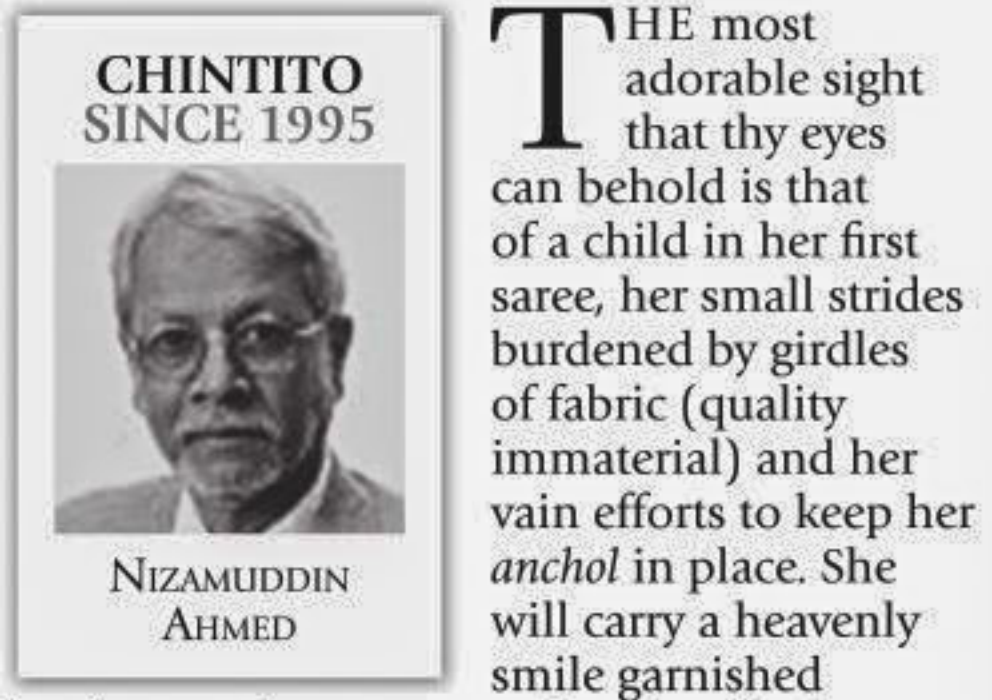 CHINTITO
SINCE 1995
NIZAMUDDIN
AHMED
THE most
adorable sight
that thy eyes
can behold is that
of a child in her first
saree, her small strides
burdened by girdles
of fabric (quality
immaterial) and her
vain efforts to keep her
anchol in place. She
will carry a heavenly
smile garnished